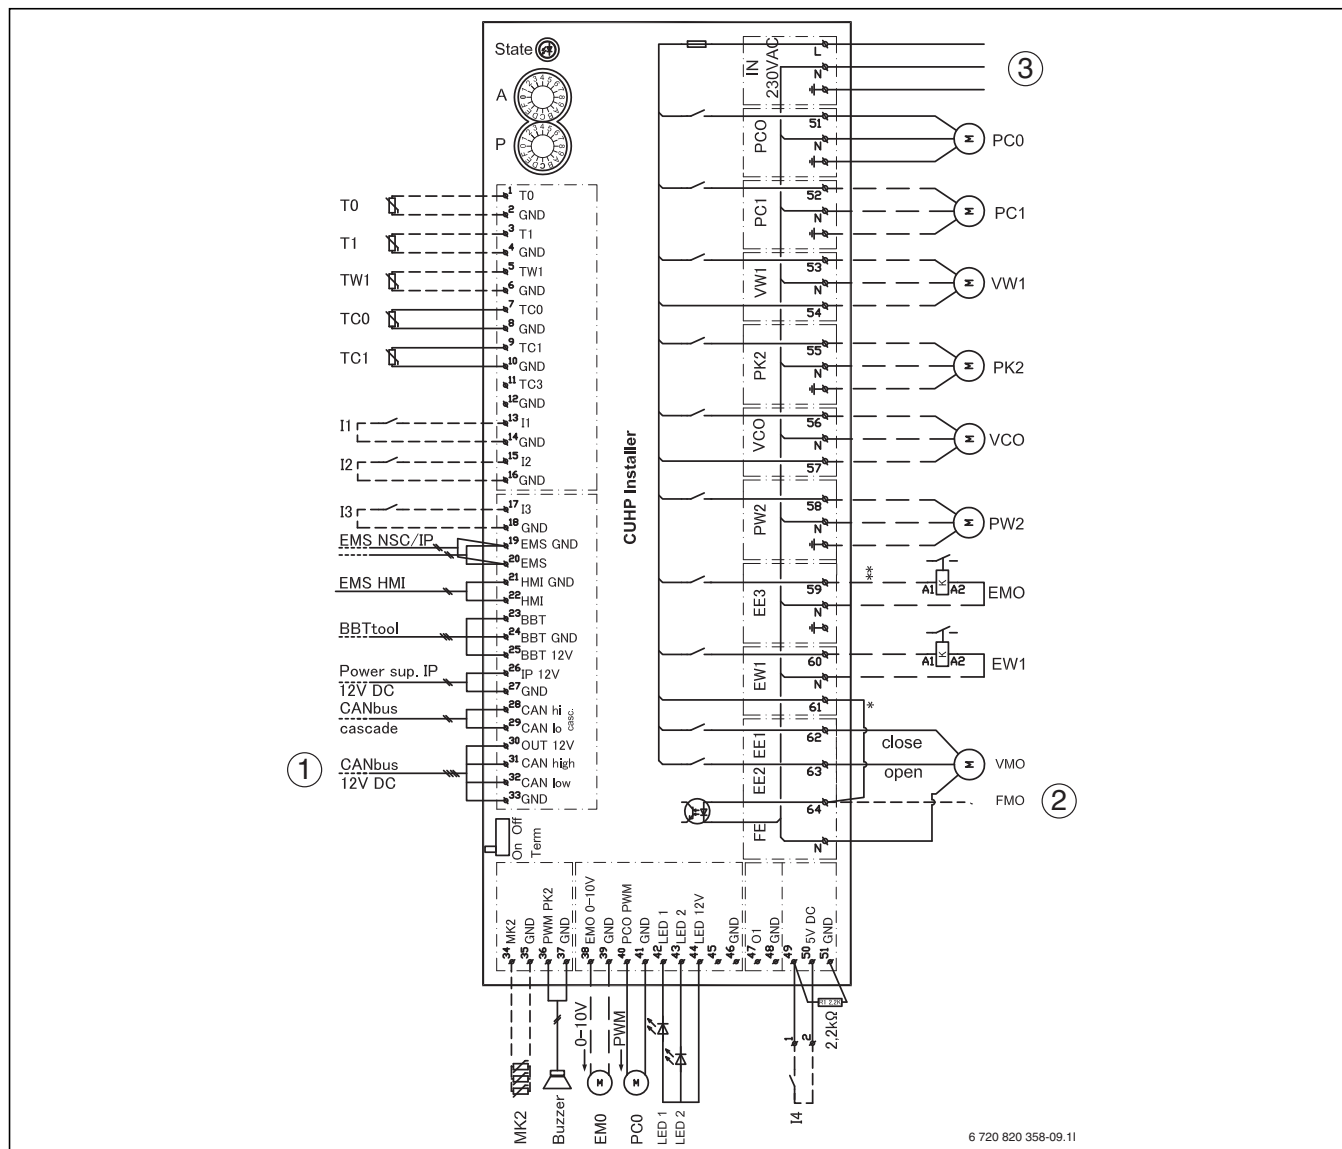 State
A
P
T0
1 T0
2 GND
T1
3 T1
4 GND
TW1
5 TW1
6 GND
TC0
7 TC0
8 GND
TC1
9 TC1
10 GND
11 TC3
12 GND
I1
13 I1
14 GND
I2
15 I2
16 GND
I3
17 I3
18 GND
EMS NSC/IP
19 EMS GND
20 EMS
EMS HMI
21 HMI GND
22 HMI
BBTtool
23 BBT
24 BBT GND
25 BBT 12V
Power sup. IP
12V DC
26 IP 12V
27 GND
CANbus
cascade
28 CAN hi
29 CAN lo
casc.
1
CANbus
12V DC
30 OUT 12V
31 CAN high
32 CAN low
33 GND
On Off
Term
CUHP Installer
IN
230VAC
L
N
3
PCO
51
N
M
PC0
PC1
52
N
M
PC1
VW1
53
N
54
M
VW1
PK2
55
N
M
PK2
VCO
56
N
57
M
VCO
PW2
58
N
M
PW2
EE3
59
N
**
A1 K A2
EMO
EW1
60
N
61
*
A1 K A2
EW1
EE1
62
close
EE2
63
open
M
VMO
FE
64
N
FMO
2
34 MK2
35 GND
36 PWM PK2
37 GND
38 EMO 0-10V
39 GND
40 PCO PWM
41 GND
42 LED 1
43 LED 2
44 LED 12V
45
46 GND
47 O1
48 GND
49
50 5V DC
51 GND
MK2
Buzzer
0-10V
M
EM0
PWM
M
PC0
LED 1
LED 2
1
2
R1 2,2K
2,2kΩ
I4
6 720 820 358-09.1I